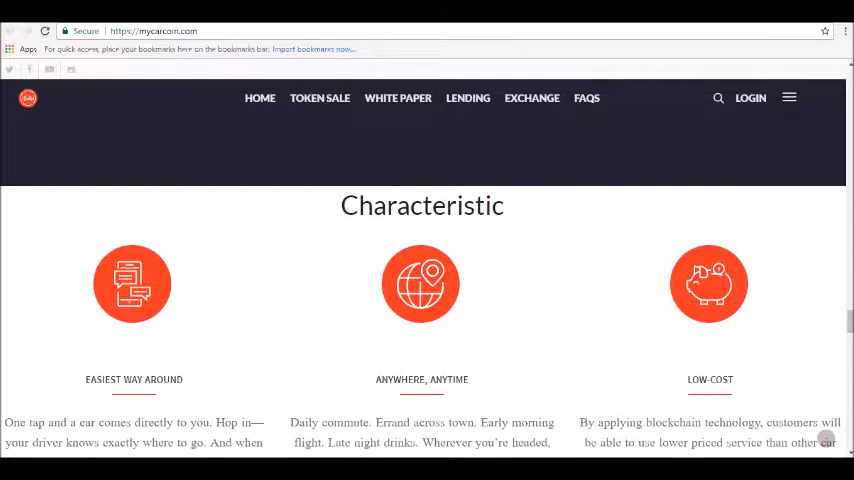 Secure https://mycarcoin.com
Apps For quick access, place your bookmarks here on the bookmarks bar. Import bookmarks now...
HOME TOKEN SALE WHITE PAPER LENDING EXCHANGE FAQS LOGIN
Characteristic
EASIEST WAY AROUND
ANYWHERE, ANYTIME
LOW-COST
One tap and a car comes directly to you. Hop in—
your driver knows exactly where to go. And when
Daily commute. Errand across town. Early morning
flight. Late night drinks. Wherever you're headed,
By applying blockchain technology, customers will
be able to use lower priced service than other car